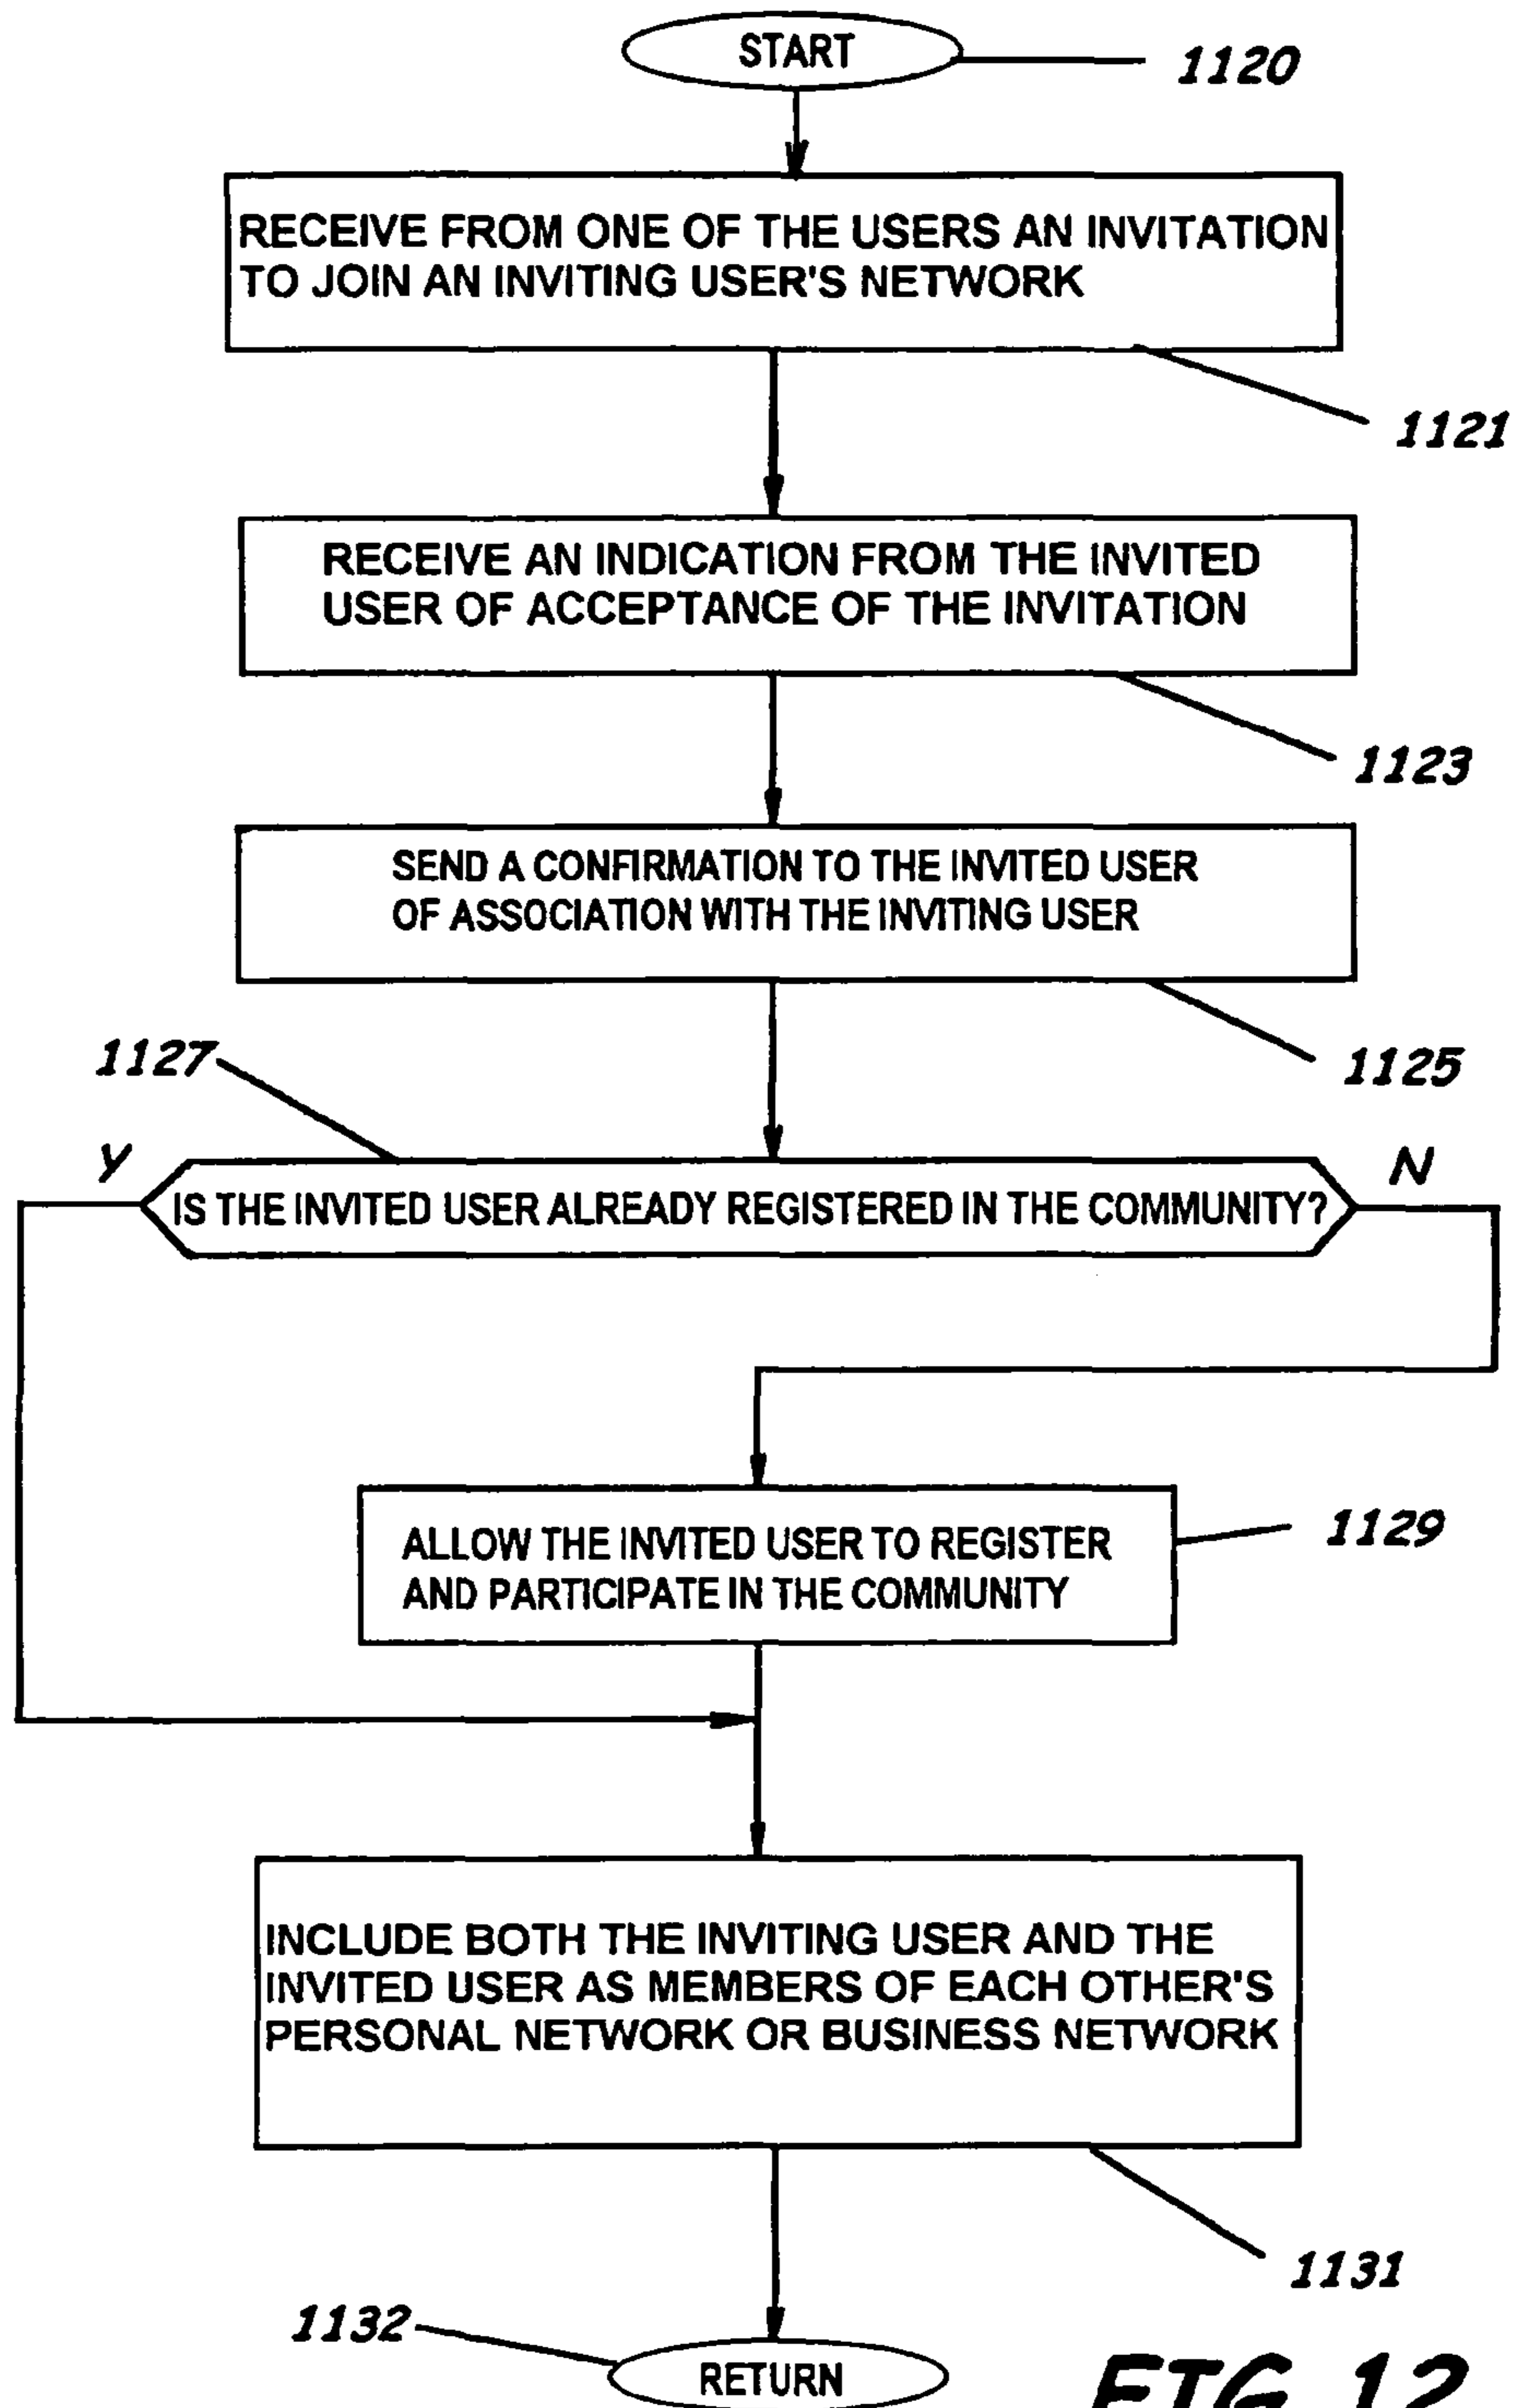 START
1120
RECEIVE FROM ONE OF THE USERS AN INVITATION
TO JOIN AN INVITING USER'S NETWORK
1121
RECEIVE AN INDICATION FROM THE INVITED
USER OF ACCEPTANCE OF THE INVITATION
1123
SEND A CONFIRMATION TO THE INVITED USER
OF ASSOCIATION WITH THE INVITING USER
1125
1127
Y
N
IS THE INVITED USER ALREADY REGISTERED IN THE COMMUNITY?
ALLOW THE INVITED USER TO REGISTER
AND PARTICIPATE IN THE COMMUNITY
1129
INCLUDE BOTH THE INVITING USER AND THE
INVITED USER AS MEMBERS OF EACH OTHER'S
PERSONAL NETWORK OR BUSINESS NETWORK
1131
1132
RETURN
FIG. 12